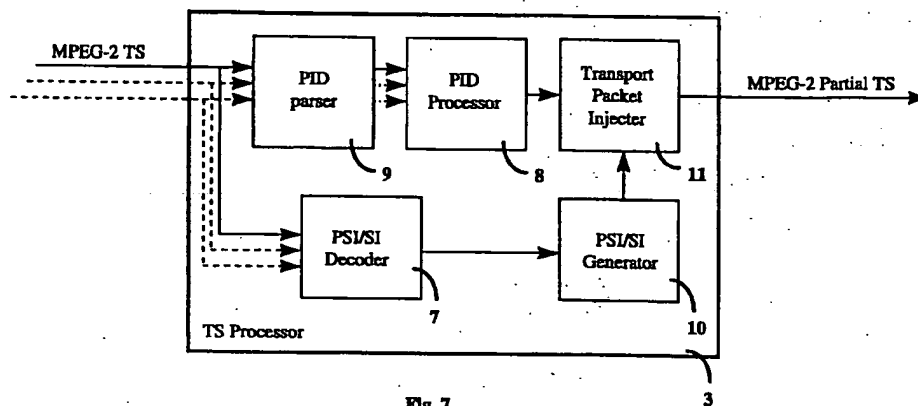 MPEG-2 TS
PID
parser
9
PID
Processor
8
Transport
Packet
Injecter
11
MPEG-2 Partial TS
PSI/SI
Decoder
7
PSI/SI
Generator
10
TS Processor
3
Fig. 7